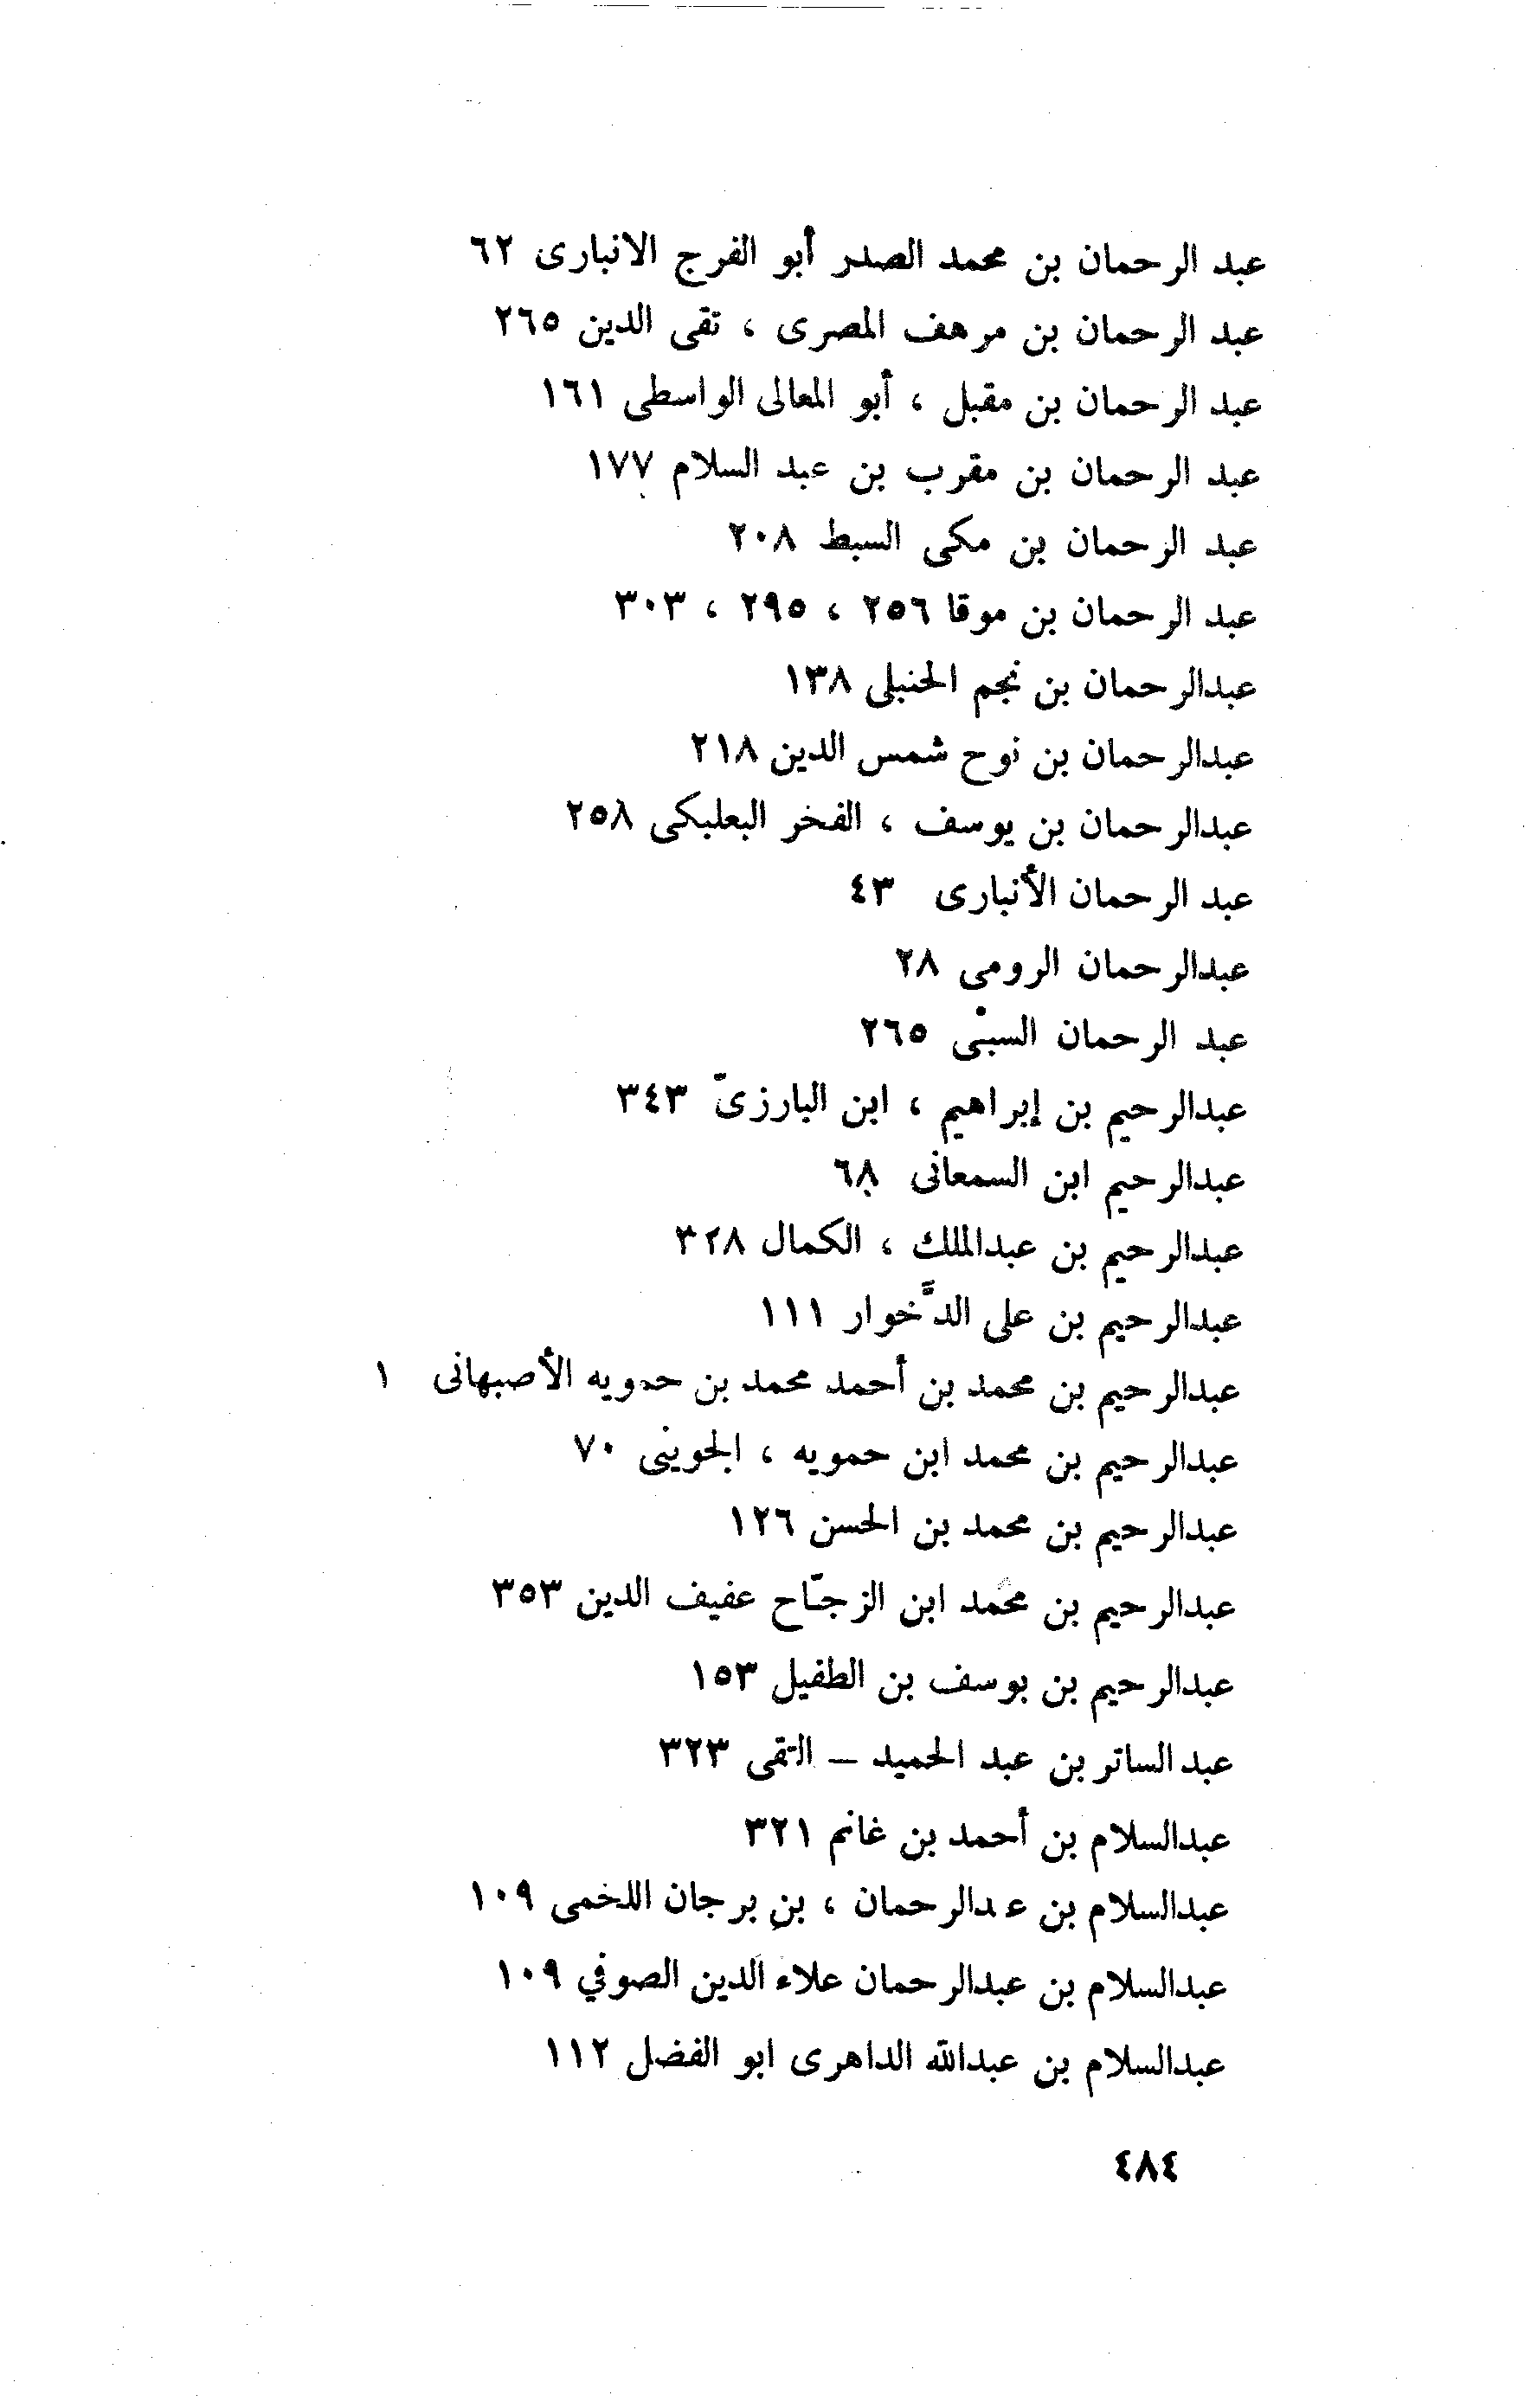 عبد الرحمان بن محمد الصدر أبو الفرج الانبارى ٦٢
عبد الرحمان بن مرهف المصرى ، تقى الدين ٢٦٥
عبد الرحمان بن مقبل ، أبو المعالى الواسطى ١٦١
عبد الرحمان بن مقرب بن عبد السلام ١٧٧
عبد الرحمان بن مكى السبط ٢٠٨
عبد الرحمان بن موقا ٢٥٦ ، ٢٩٥ ، ٣٠٣
عبدالرحمان بن نجم الحنبلى ١٣٨
عبدالرحمان بن نوح شمس الدين ٢١٨
عبدالرحمان بن يوسف ، الفخر البعلبكى ٢٥٨
عبد الرحمان الأنبارى ٤٣
عبدالرحمان الرومى ٢٨
عبد الرحمان السبْى ٢٦٥
عبدالرحيم بن إبراهيم ، ابن البارزىّ ٣٤٣
عبدالرحيم ابن السمعانى ٦٨
عبدالرحيم بن عبدالملك ، الكمال ٣٢٨
عبدالرحيم بن على الدَّخوار ١١١
عبدالرحيم بن محمد بن أحمد محمد بن حمويه الأصبهانى ١
عبدالرحيم بن محمد ابن حمويه ، الجوينى ٧٠
عبدالرحيم بن محمد بن الحسن ١٢٦
عبدالرحيم بن محمد ابن الزجّاح عفيف الدين ٣٥٣
عبدالرحيم بن بوسف بن الطفيل ١٥٣
عبد الساتر بن عبد الحميد – التقى ٣٢٣
عبدالسلام بن أحمد بن غانم ٣٢١
عبدالسلام بن عبدالرحمان ، بن برجان اللخمى ١٠٩
عبدالسلام بن عبدالرحمان علاء الدين الصوفي ١٠٩
عبدالسلام بن عبدالله الداهرى ابو الفضل ١١٢
٤٨٤